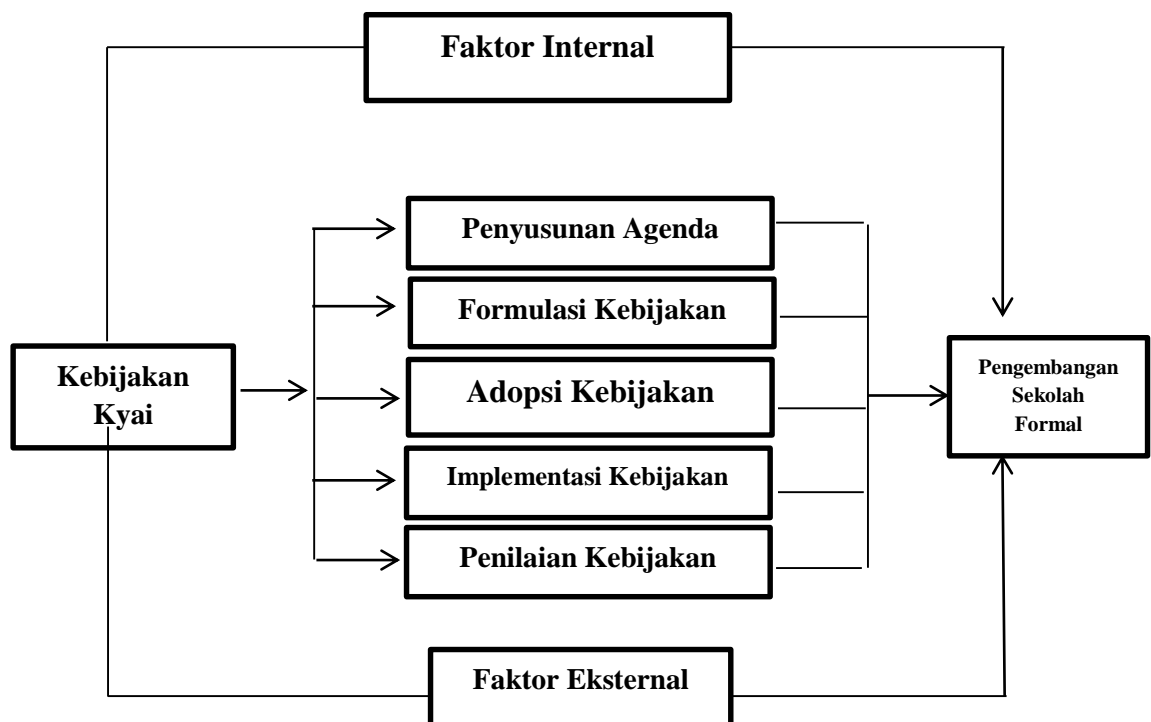 Faktor Internal
Penyusunan Agenda
Formulasi Kebijakan
Kebijakan
Kyai
Adopsi Kebijakan
Pengembangan
Sekolah
Formal
Implementasi Kebijakan
Penilaian Kebijakan
Faktor Eksternal